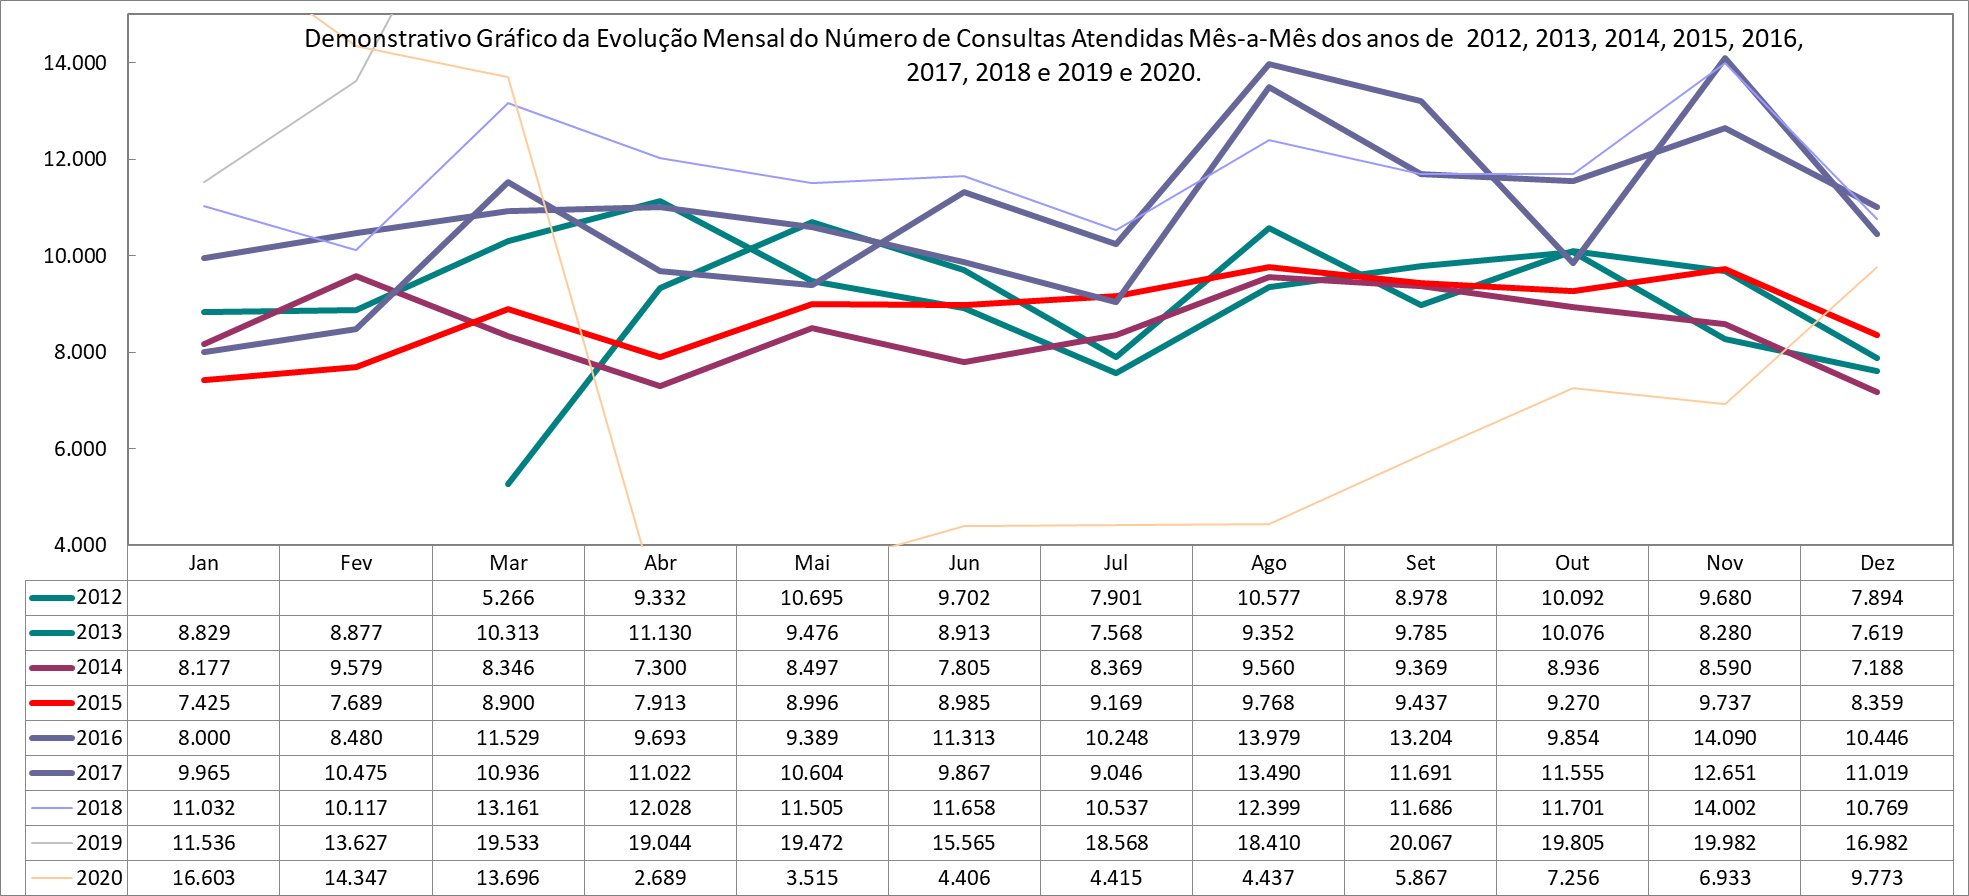 Demonstrativo Gráfico da Evolução Mensal do Número de Consultas Atendidas Mês-a-Mês dos anos de 2012, 2013, 2014, 2015, 2016,
2017, 2018 e 2019 e 2020.
14.000
12.000
10.000
8.000
6.000
4.000
Jan Fev Mar Abr Mai Jun Jul Ago Set Out Nov Dez
2012 5.266 9.332 10.695 9.702 7.901 10.577 8.978 10.092 9.680 7.894
2013 8.829 8.877 10.313 11.130 9.476 8.913 7.568 9.352 9.785 10.076 8.280 7.619
2014 8.177 9.579 8.346 7.300 8.497 7.805 8.369 9.560 9.369 8.936 8.590 7.188
2015 7.425 7.689 8.900 7.913 8.996 8.985 9.169 9.768 9.437 9.270 9.737 8.359
2016 8.000 8.480 11.529 9.693 9.389 11.313 10.248 13.979 13.204 9.854 14.090 10.446
2017 9.965 10.475 10.936 11.022 10.604 9.867 9.046 13.490 11.691 11.555 12.651 11.019
2018 11.032 10.117 13.161 12.028 11.505 11.658 10.537 12.399 11.686 11.701 14.002 10.769
2019 11.536 13.627 19.533 19.044 19.472 15.565 18.568 18.410 20.067 19.805 19.982 16.982
2020 16.603 14.347 13.696 2.689 3.515 4.406 4.415 4.437 5.867 7.256 6.933 9.773